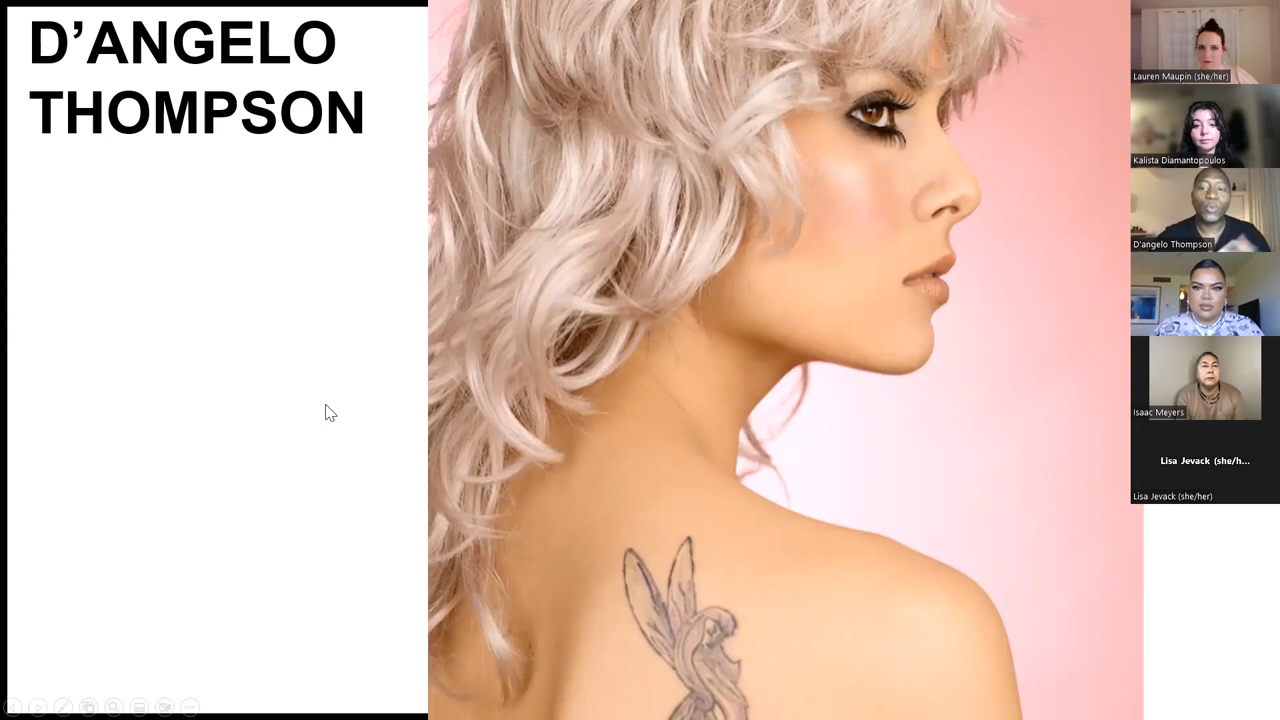 D’ANGELO
THOMPSON
Lauren Maupin (she/her)
Kalista Diamantopoulos
D'angelo Thompson
Isaac Meyers
Lisa Jevack (she/h...
Lisa Jevack (she/her)